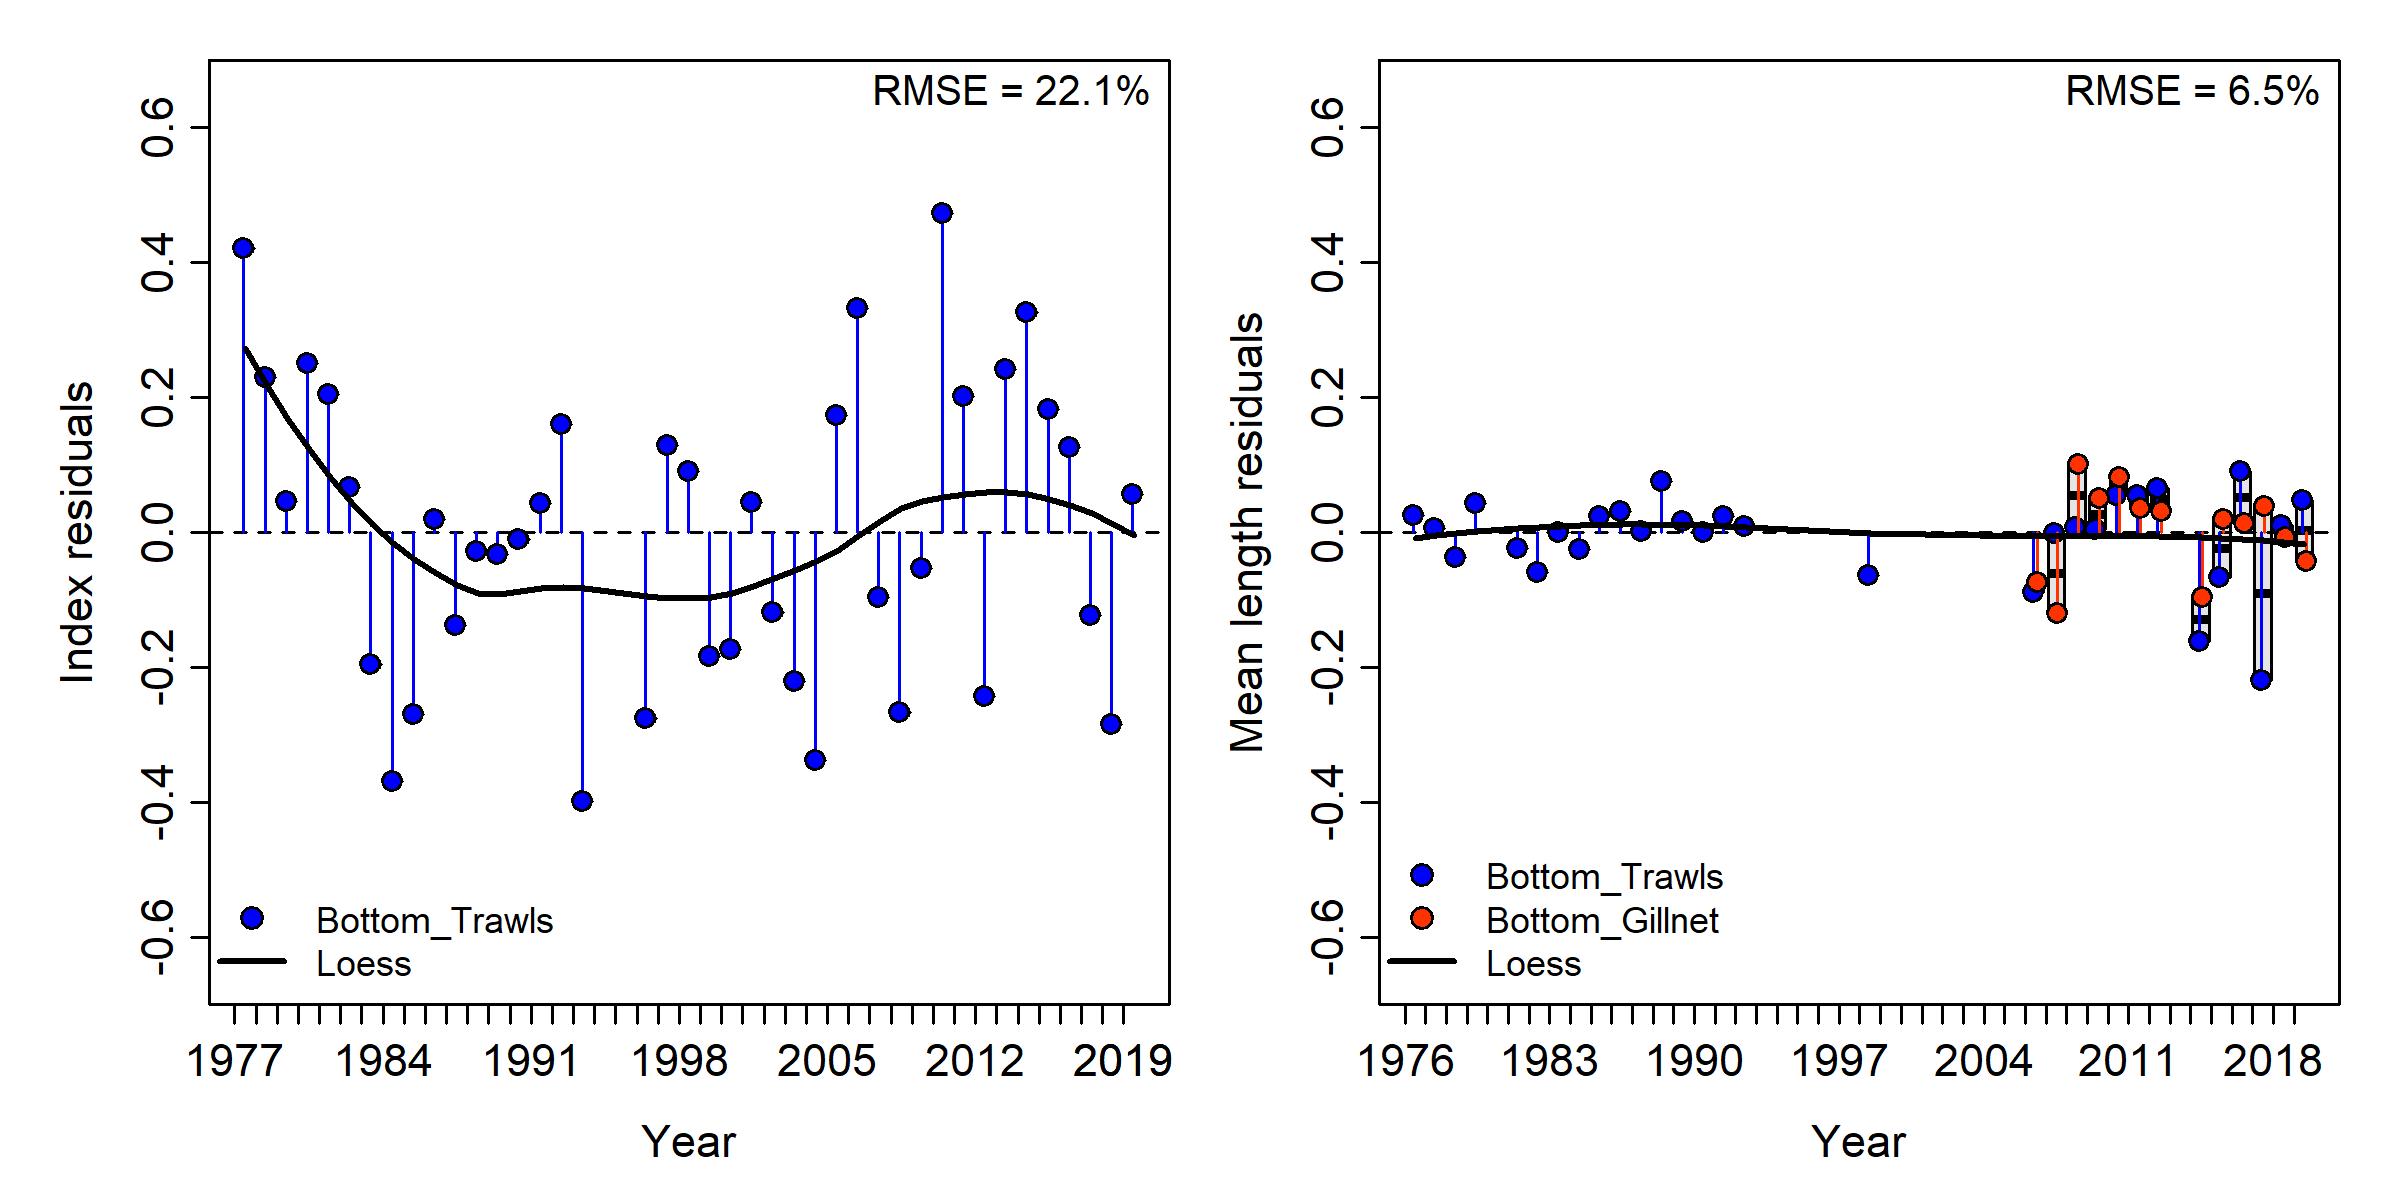 RMSE = 22.1%
Index residuals
0.6
0.4
0.2
0.0
-0.2
-0.4
-0.6
Bottom_Trawls
Loess
1977 1984 1991 1998 2005 2012 2019
Year
RMSE = 6.5%
Mean length residuals
0.6
0.4
0.2
0.0
-0.2
-0.4
-0.6
Bottom_Trawls
Bottom_Gillnet
Loess
1976 1983 1990 1997 2004 2011 2018
Year